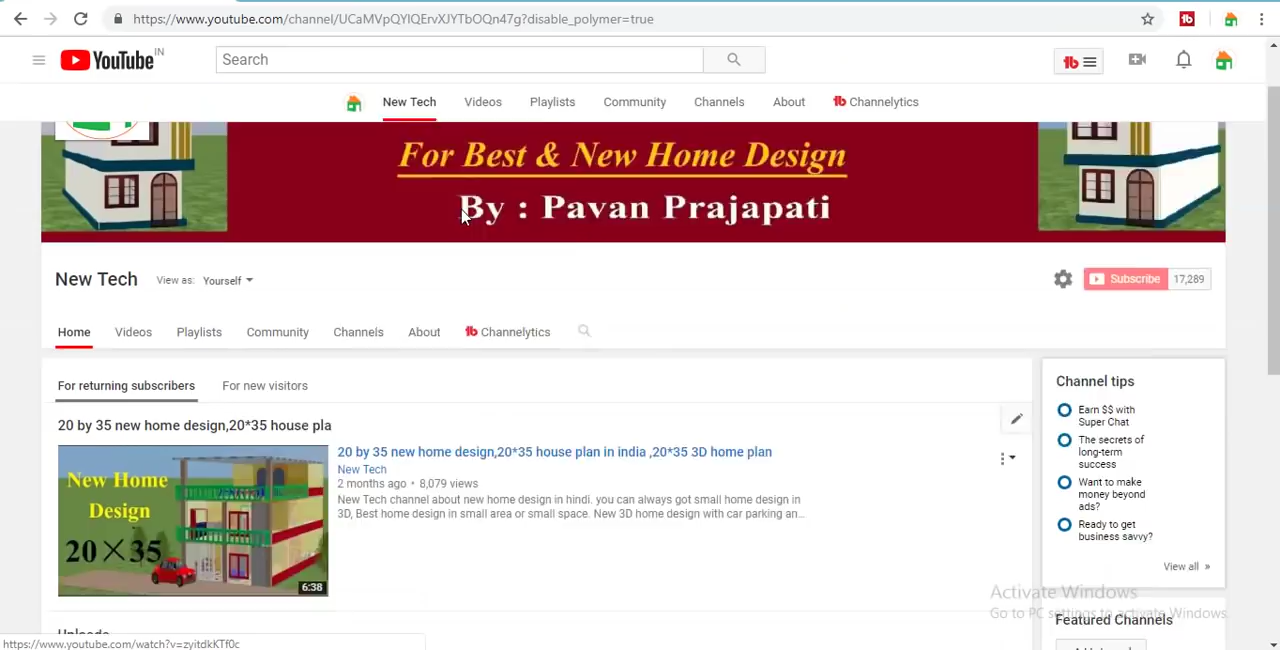 https://www.youtube.com/channel/UCaMVpQYlQErvXJYTbOQn47g?disable_polymer=true
YouTube IN
Search
New Tech Videos Playlists Community Channels About Channelytics
For Best & New Home Design
By : Pavan Prajapati
New Tech View as: Yourself
Subscribe 17,289
Home Videos Playlists Community Channels About Channelytics
For returning subscribers For new visitors
20 by 35 new home design,20*35 house pla
New Home
Design
20×35
6:38
20 by 35 new home design,20*35 house plan in india ,20*35 3D home plan
New Tech
2 months ago • 8,079 views
New Tech channel about new home design in hindi. you can always got small home design in
3D, Best home design in small area or small space. New 3D home design with car parking an...
Uploads
Channel tips
Earn $$ with
Super Chat
The secrets of
long-term
success
Want to make
money beyond
ads?
Ready to get
business savvy?
View all »
Activate Windows
Go to PC settings to activate Windows.
Featured Channels
https://www.youtube.com/watch?v=zyitdkKTf0c